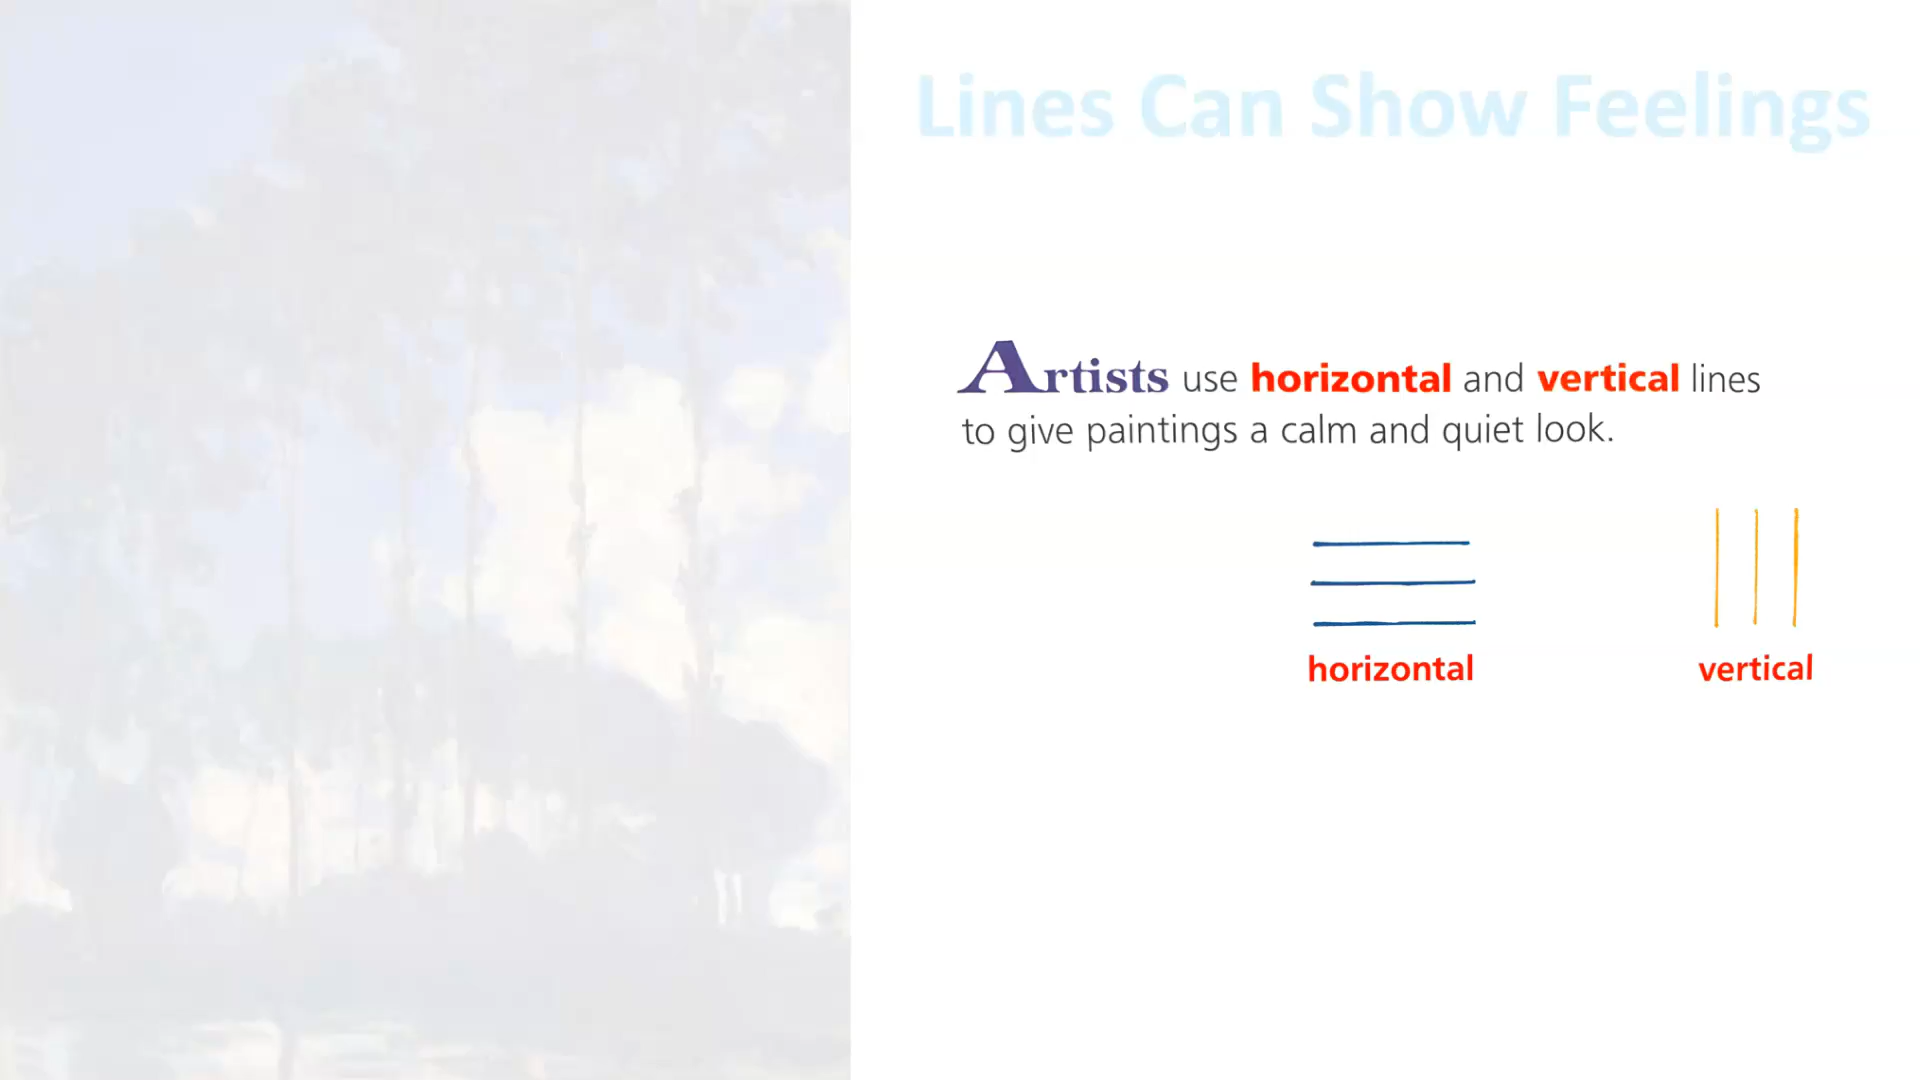 Lines Can Show Feelings
Artists use horizontal and vertical lines
to give paintings a calm and quiet look.
horizontal
vertical